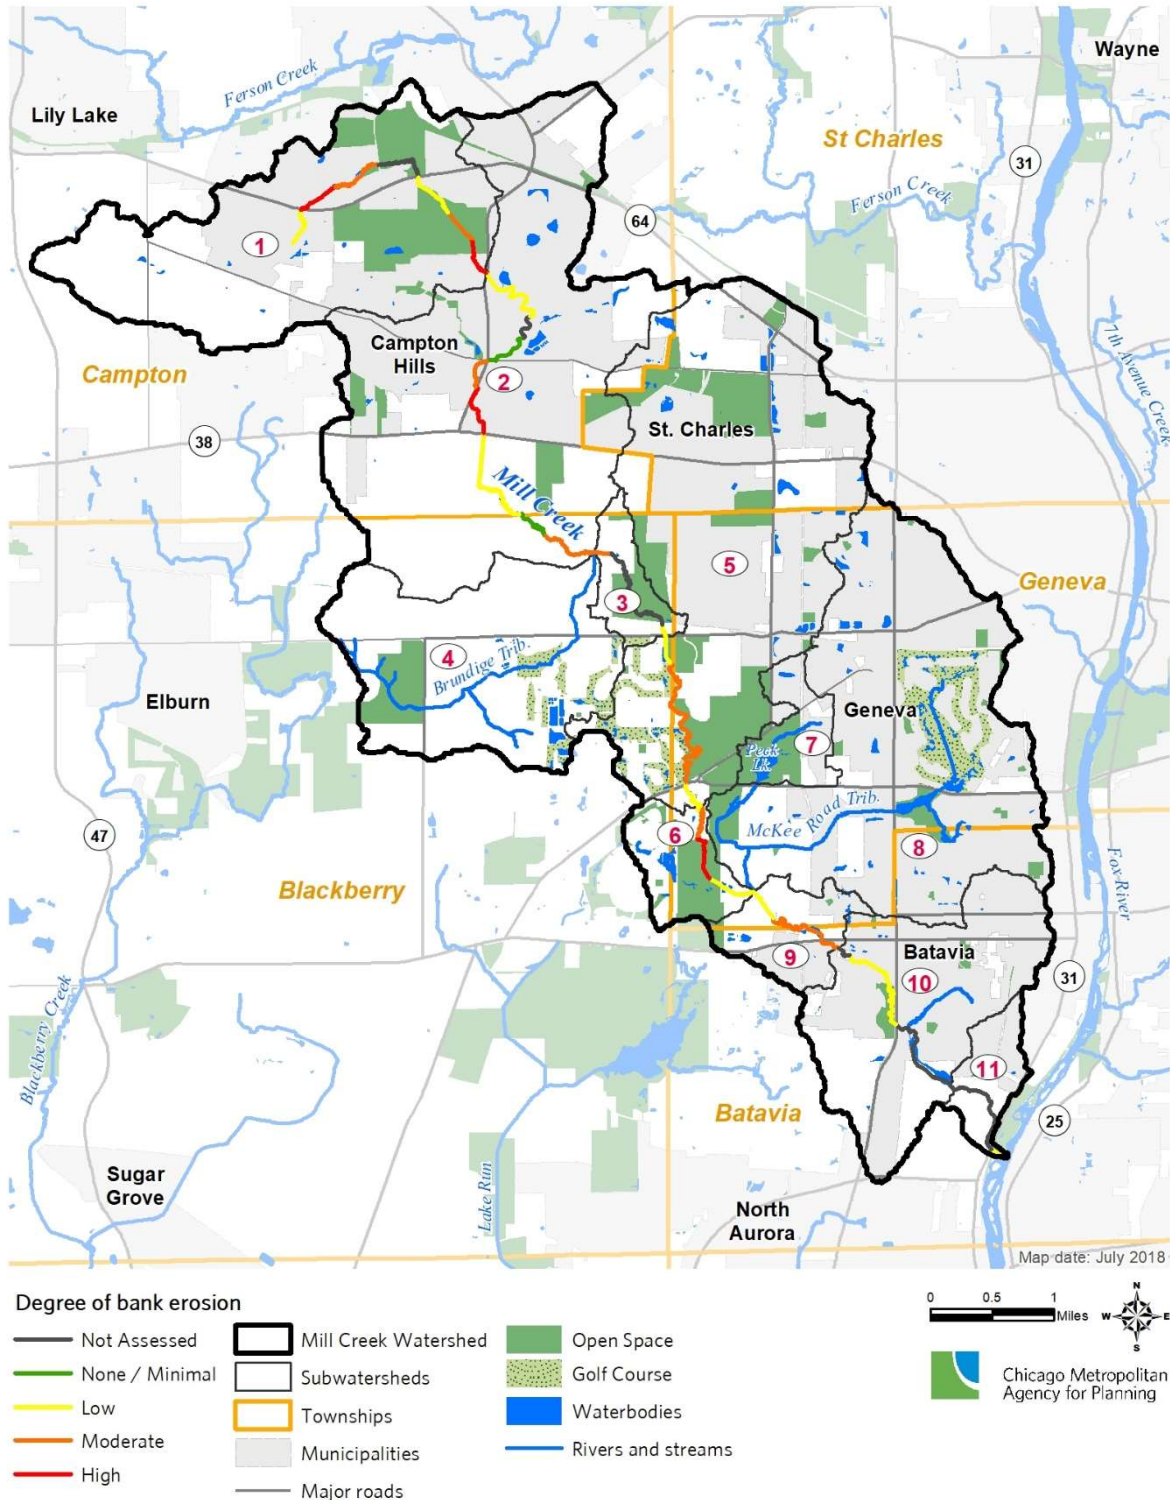 Wayne
Ferson Creek
Lily Lake
St Charles
31
Ferson Creek
64
1
7th Avenue Creek
Campton
Hills
Campton
2
St. Charles
38
Mill Creek
5
Geneva
3
4
Brundige Trib.
Elburn
Geneva
7
Peck
Lk.
McKee Road Trib.
47
6
8
Blackberry
Fox River
9
Batavia
10
31
Blackberry Creek
11
Batavia
25
Sugar
Grove
Lake Run
North
Aurora
Map date: July 2018
Degree of bank erosion
Not Assessed
None / Minimal
Low
Moderate
High
Mill Creek Watershed
Subwatersheds
Townships
Municipalities
Major roads
Open Space
Golf Course
Waterbodies
Rivers and streams
0 0.5 1
Miles
N
W E
S
Chicago Metropolitan
Agency for Planning